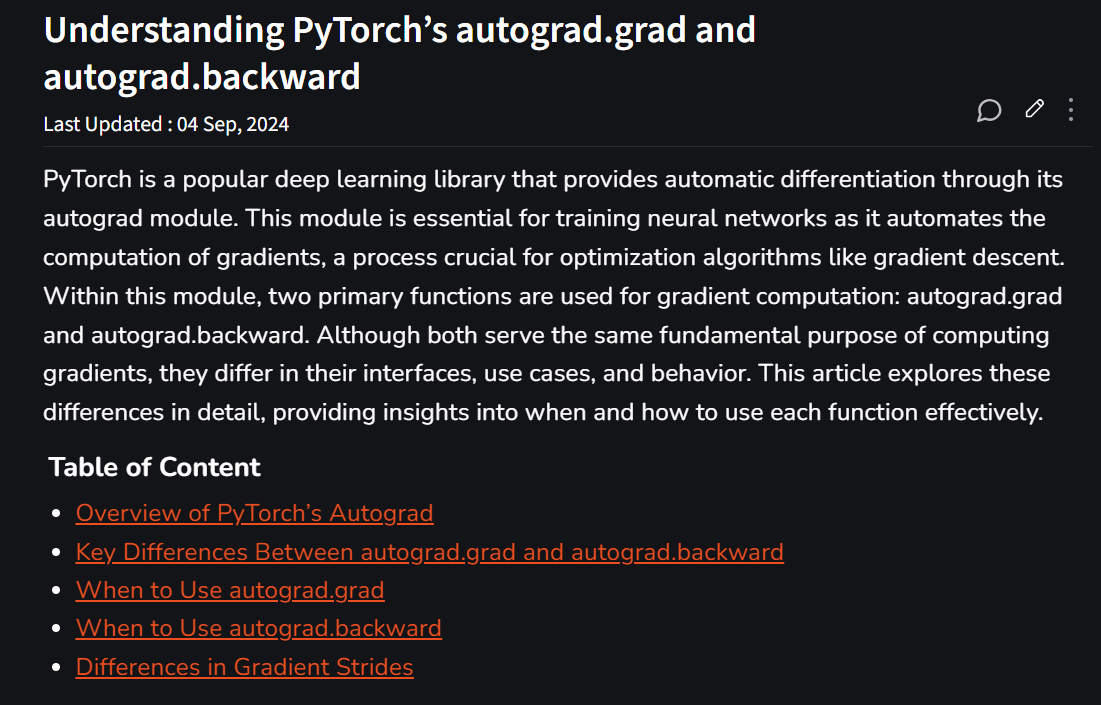 Understanding PyTorch’s autograd.grad and
autograd.backward
Last Updated : 04 Sep, 2024
PyTorch is a popular deep learning library that provides automatic differentiation through its
autograd module. This module is essential for training neural networks as it automates the
computation of gradients, a process crucial for optimization algorithms like gradient descent.
Within this module, two primary functions are used for gradient computation: autograd.grad
and autograd.backward. Although both serve the same fundamental purpose of computing
gradients, they differ in their interfaces, use cases, and behavior. This article explores these
differences in detail, providing insights into when and how to use each function effectively.
Table of Content
Overview of PyTorch’s Autograd
Key Differences Between autograd.grad and autograd.backward
When to Use autograd.grad
When to Use autograd.backward
Differences in Gradient Strides